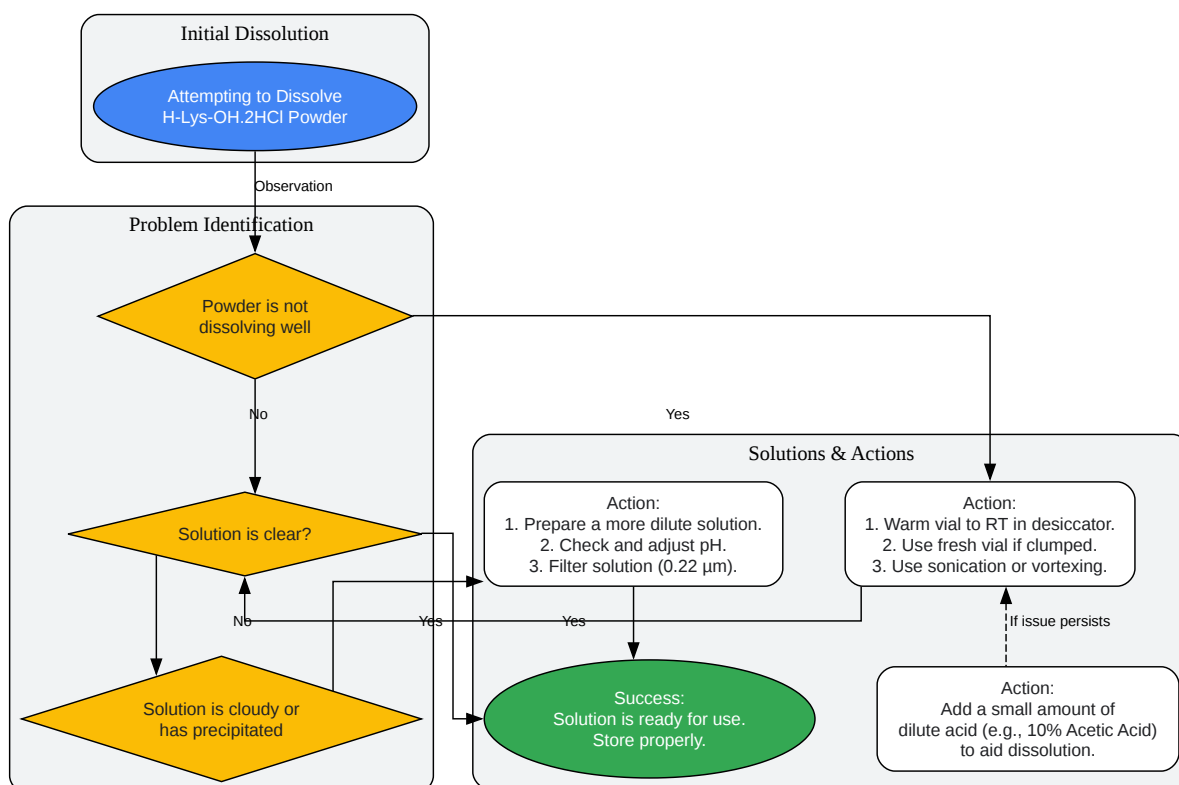 Initial Dissolution
Attempting to Dissolve
H-Lys-OH.2HCl Powder
Observation
Problem Identification
Powder is not
dissolving well
No
Yes
Solutions & Actions
Solution is clear?
Action:
1. Prepare a more dilute solution.
2. Check and adjust pH.
3. Filter solution (0.22 µm).
Action:
1. Warm vial to RT in desiccator.
2. Use fresh vial if clumped.
3. Use sonication or vortexing.
No
Yes
Yes
If issue persists
Solution is cloudy or
has precipitated
Success:
Solution is ready for use.
Store properly.
Action:
Add a small amount of
dilute acid (e.g., 10% Acetic Acid)
to aid dissolution.